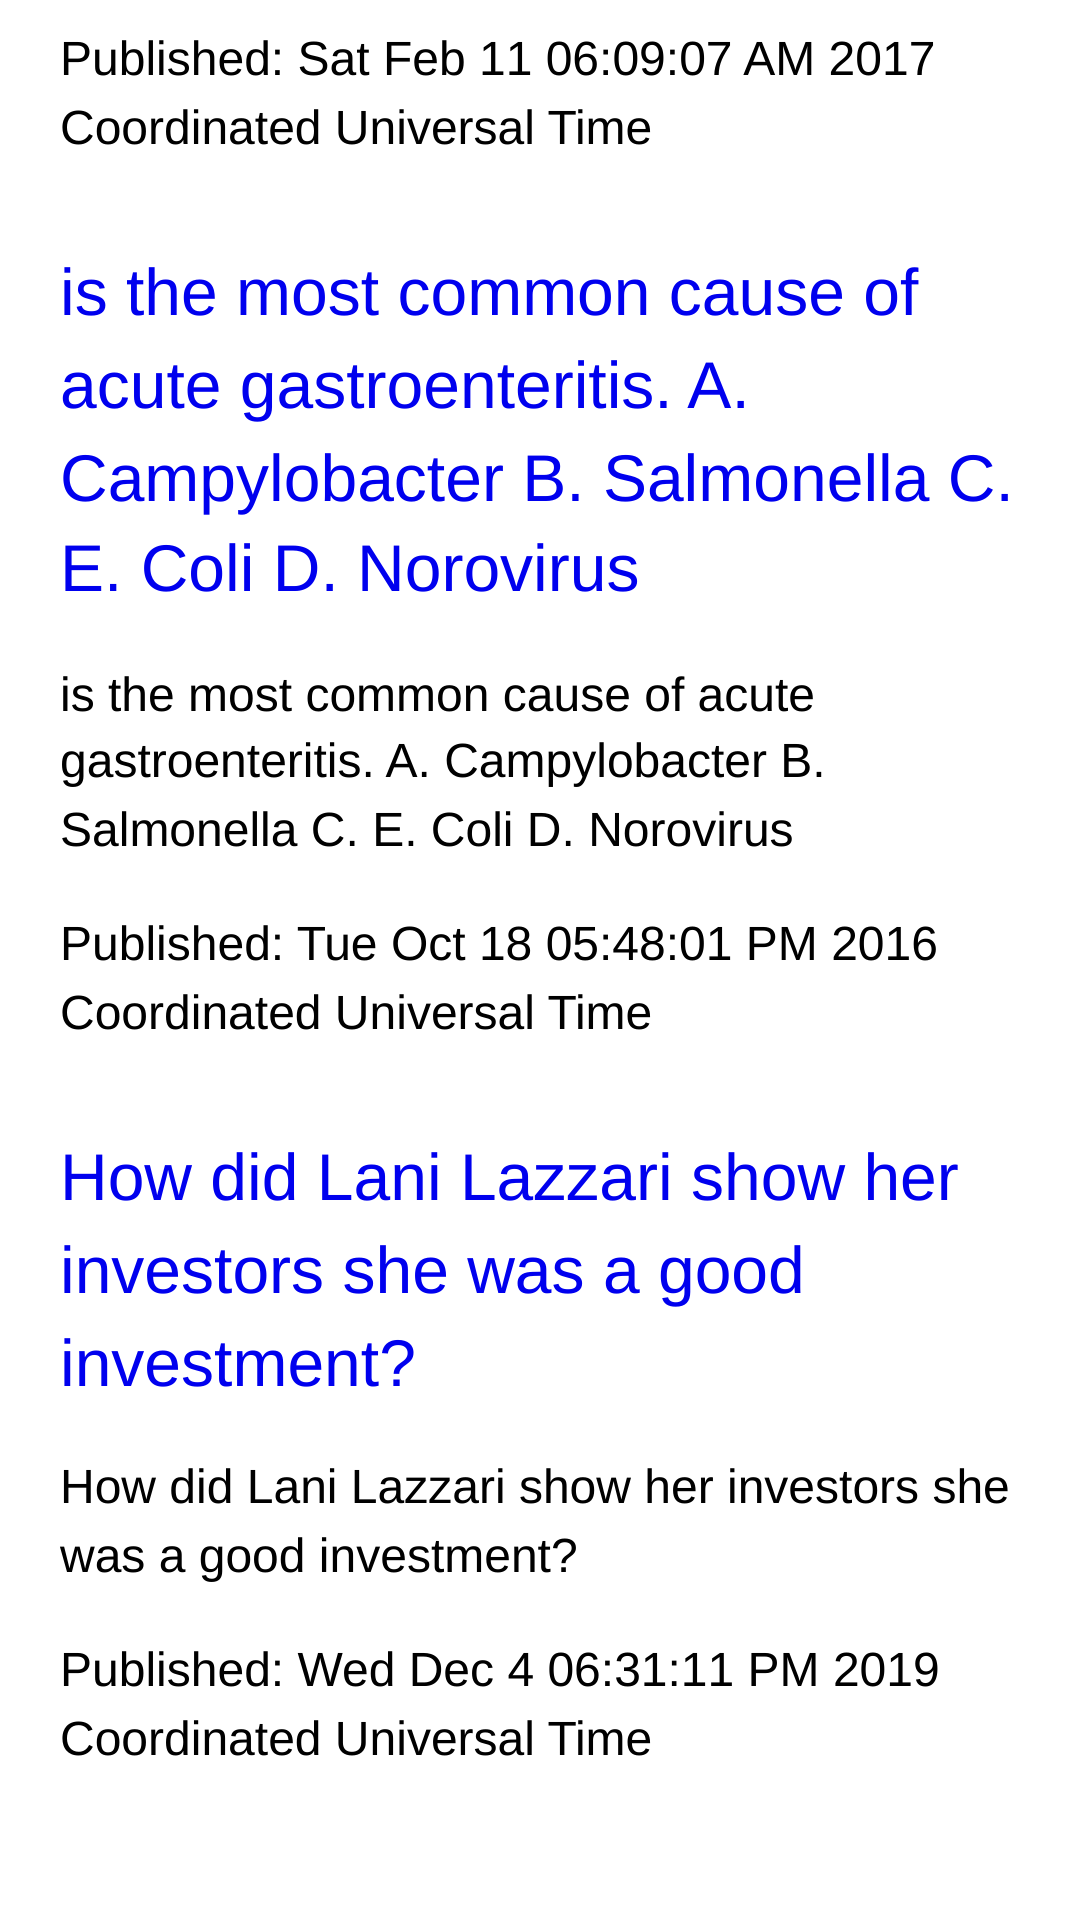 Published: Sat Feb 11 06:09:07 AM 2017
Coordinated Universal Time
is the most common cause of
acute gastroenteritis. A.
Campylobacter B. Salmonella C.
E. Coli D. Norovirus
is the most common cause of acute
gastroenteritis. A. Campylobacter B.
Salmonella C. E. Coli D. Norovirus
Published: Tue Oct 18 05:48:01 PM 2016
Coordinated Universal Time
How did Lani Lazzari show her
investors she was a good
investment?
How did Lani Lazzari show her investors she
was a good investment?
Published: Wed Dec 4 06:31:11 PM 2019
Coordinated Universal Time